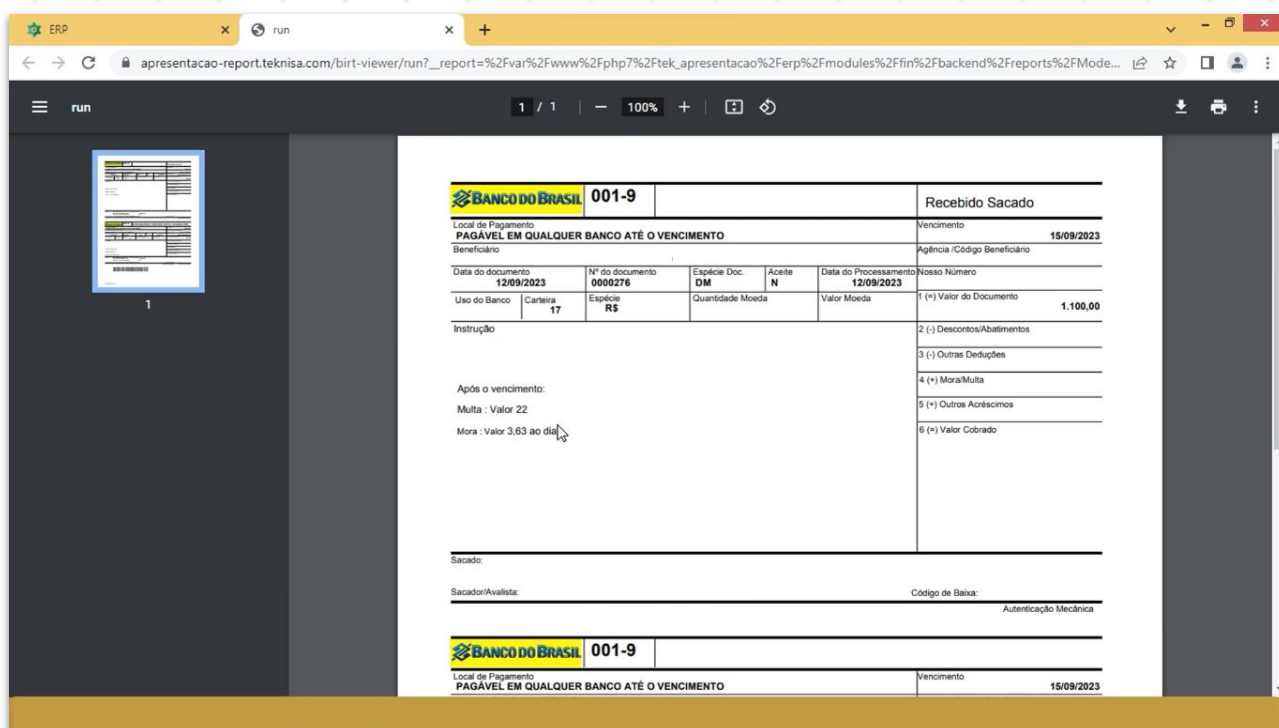 ERP
run
apresentacao-report.teknisa.com/birt-viewer/run?__report=%2Fvar%2Fwww%2Fphp7%2Ftek_apresentacao%2Ferp%2Fmodules%2Ffin%2Fbackend%2Freports%2FMode...
run
1 / 1
100%
1
BANCO DO BRASIL 001-9 Recebido Sacado
Local de Pagamento Vencimento
PAGÁVEL EM QUALQUER BANCO ATÉ O VENCIMENTO 15/09/2023
Beneficiário Agência /Código Beneficiário
Data do documento Nº do documento Espécie Doc. Aceite Data do Processamento Nosso Número
12/09/2023 0000276 DM N 12/09/2023
Uso do Banco Carteira Espécie Quantidade Moeda Valor Moeda 1 (=) Valor do Documento
17 R$ 1.100,00
Instrução 2 (-) Descontos/Abatimentos
3 (-) Outras Deduções
4 (+) Mora/Multa
Após o vencimento:
5 (+) Outros Acréscimos
Multa : Valor 22
Mora : Valor 3,63 ao dia 6 (=) Valor Cobrado
Sacado:
Sacador/Avalista: Código de Baixa:
Autenticação Mecânica
BANCO DO BRASIL 001-9
Local de Pagamento Vencimento
PAGÁVEL EM QUALQUER BANCO ATÉ O VENCIMENTO 15/09/2023